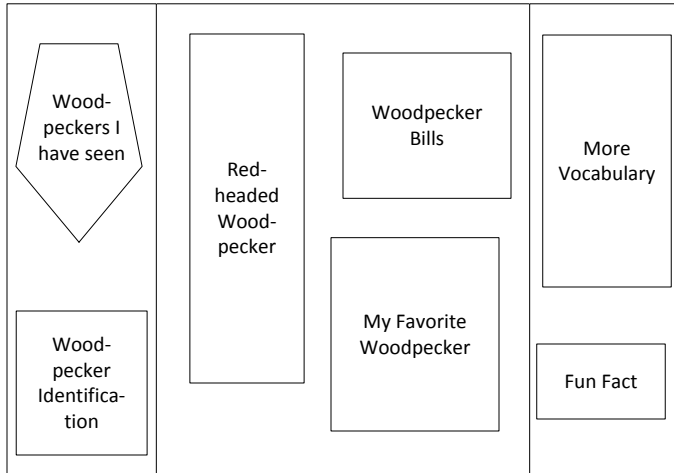 Wood-
peckers I
have seen
Wood-
pecker
Identifica-
tion
Red-
headed
Wood-
pecker
Woodpecker
Bills
My Favorite
Woodpecker
More
Vocabulary
Fun Fact